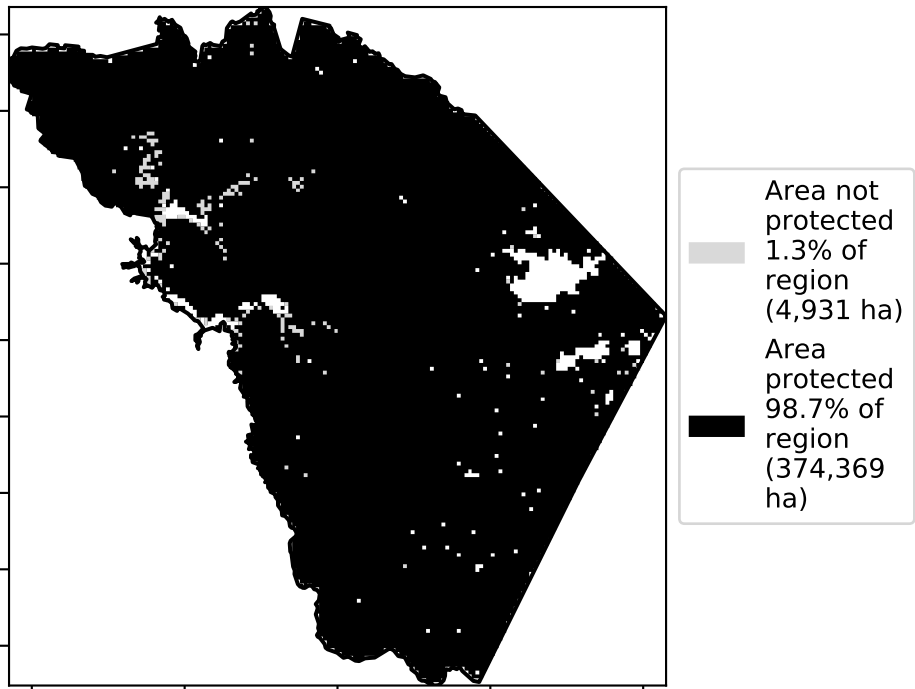 Area not
protected
1.3% of
region
(4,931 ha)
Area
protected
98.7% of
region
(374,369
ha)